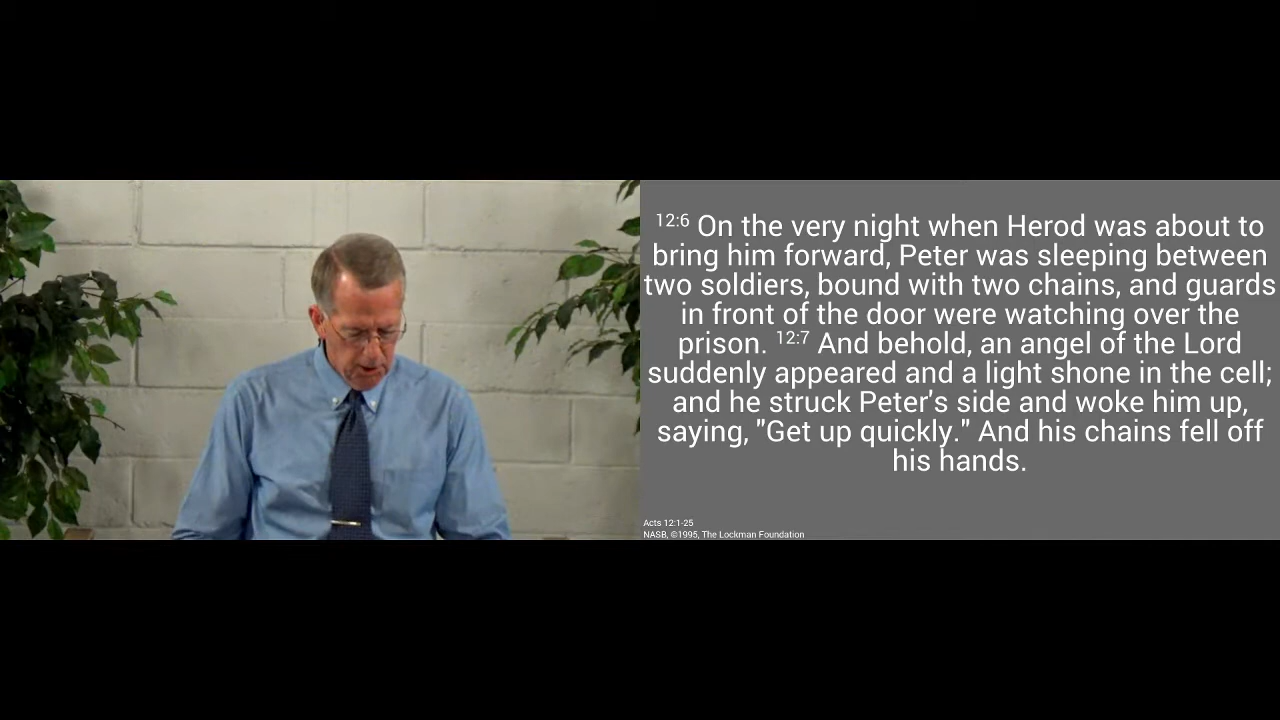 12:6 On the very night when Herod was about to
bring him forward, Peter was sleeping between
two soldiers, bound with two chains, and guards
in front of the door were watching over the
prison. 12:7 And behold, an angel of the Lord
suddenly appeared and a light shone in the cell;
and he struck Peter's side and woke him up,
saying, "Get up quickly." And his chains fell off
his hands.
Acts 12:1-25
NASB, ©1995, The Lockman Foundation